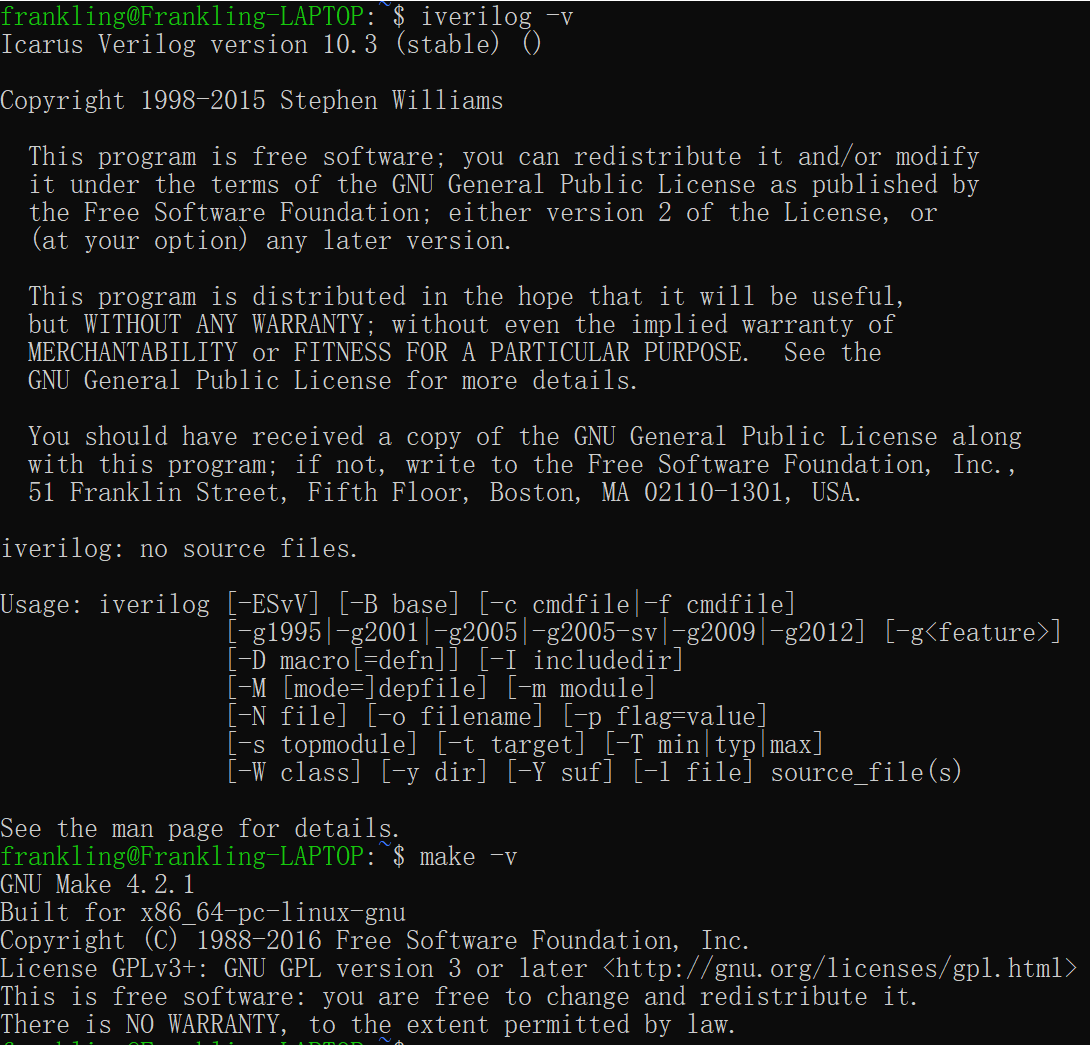 frankling@Frankling-LAPTOP:~$ iverilog -v
Icarus Verilog version 10.3 (stable) ()
Copyright 1998-2015 Stephen Williams
This program is free software; you can redistribute it and/or modify
it under the terms of the GNU General Public License as published by
the Free Software Foundation; either version 2 of the License, or
(at your option) any later version.
This program is distributed in the hope that it will be useful,
but WITHOUT ANY WARRANTY; without even the implied warranty of
MERCHANTABILITY or FITNESS FOR A PARTICULAR PURPOSE.  See the
GNU General Public License for more details.
You should have received a copy of the GNU General Public License along
with this program; if not, write to the Free Software Foundation, Inc.,
51 Franklin Street, Fifth Floor, Boston, MA 02110-1301, USA.
iverilog: no source files.
Usage: iverilog [-ESvV] [-B base] [-c cmdfile|-f cmdfile]
[-g1995|-g2001|-g2005|-g2005-sv|-g2009|-g2012] [-g<feature>]
[-D macro[=defn]] [-I includedir]
[-M [mode=]depfile] [-m module]
[-N file] [-o filename] [-p flag=value]
[-s topmodule] [-t target] [-T min|typ|max]
[-W class] [-y dir] [-Y suf] [-l file] source_file(s)
See the man page for details.
frankling@Frankling-LAPTOP:~$ make -v
GNU Make 4.2.1
Built for x86_64-pc-linux-gnu
Copyright (C) 1988-2016 Free Software Foundation, Inc.
License GPLv3+: GNU GPL version 3 or later <http://gnu.org/licenses/gpl.html>
This is free software: you are free to change and redistribute it.
There is NO WARRANTY, to the extent permitted by law.